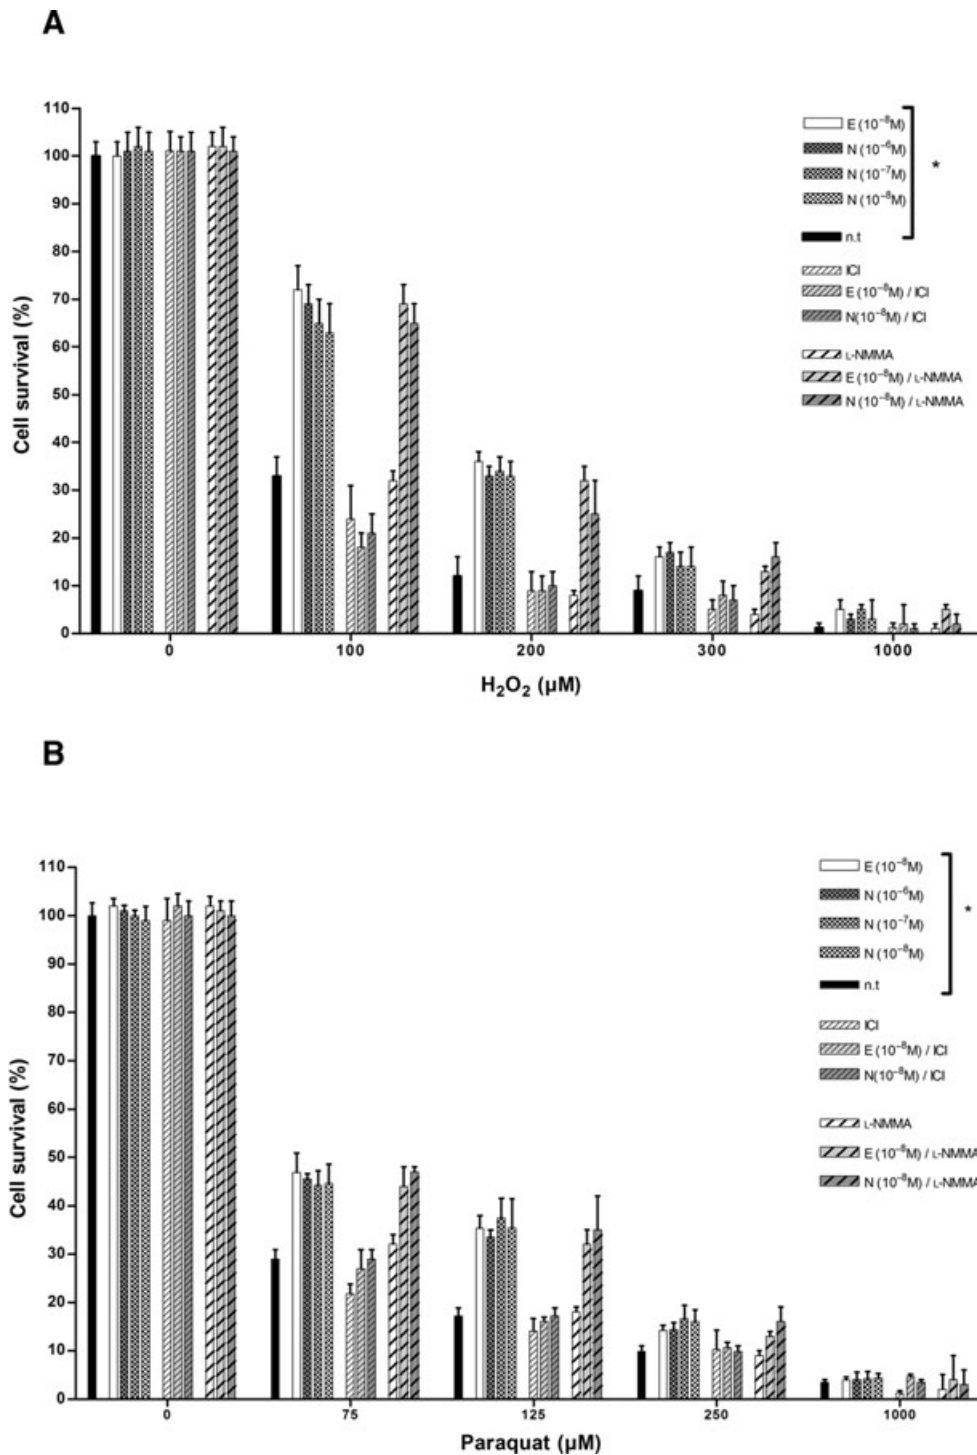 A
110
100
90
80
70
60
50
40
30
20
10
0
Cell survival (%)
E (10⁻⁸M)
N (10⁻⁶M)
N (10⁻⁷M)
N (10⁻⁸M)
n.t
*
ICI
E (10⁻⁸M) / ICI
N(10⁻⁸M) / ICI
L-NMMA
E (10⁻⁸M) / L-NMMA
N (10⁻⁸M) / L-NMMA
0 100 200 300 1000
H₂O₂ (µM)
B
110
100
90
80
70
60
50
40
30
20
10
0
Cell survival (%)
E (10⁻⁸M)
N (10⁻⁶M)
N (10⁻⁷M)
N (10⁻⁸M)
n.t
*
ICI
E (10⁻⁸M) / ICI
N(10⁻⁸M) / ICI
L-NMMA
E (10⁻⁸M) / L-NMMA
N (10⁻⁸M) / L-NMMA
0 75 125 250 1000
Paraquat (µM)